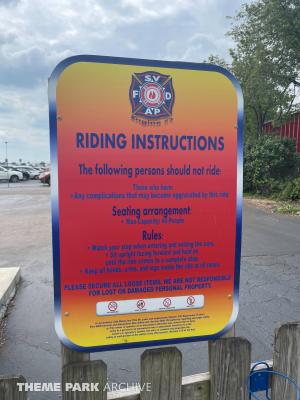 SV
F D
AP
RIDING INSTRUCTIONS
The following persons should not ride:
Those who have:
• Any complications that may become aggravated by this ride
Seating arrangement:
• Max Capacity: 40 People
Rules:
• Watch your step when entering and exiting the cars.
• Sit upright facing forward and hold on
until the ride comes to a complete stop.
• Keep all hands, arms, and legs inside the ride at all times.
PLEASE SECURE ALL LOOSE ITEMS, WE ARE NOT RESPONSIBLE
FOR LOST OR DAMAGED PERSONAL PROPERTY.
THEME PARK ARCHIVE